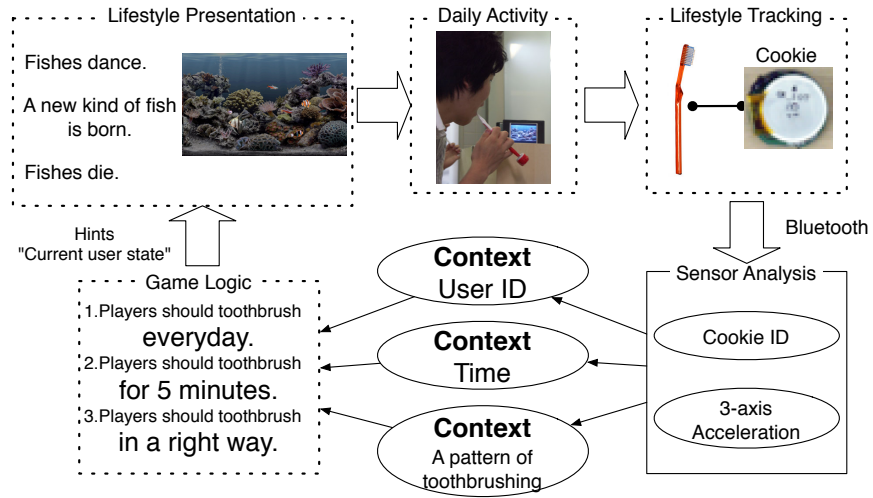 Lifestyle Presentation
Fishes dance.
A new kind of fish
is born.
Fishes die.
Daily Activity
Lifestyle Tracking
Cookie
Bluetooth
Sensor Analysis
Cookie ID
3-axis
Acceleration
Context
User ID
Context
Time
Context
A pattern of
toothbrushing
Hints
"Current user state"
Game Logic
1.Players should toothbrush
everyday.
2.Players should toothbrush
for 5 minutes.
3.Players should toothbrush
in a right way.